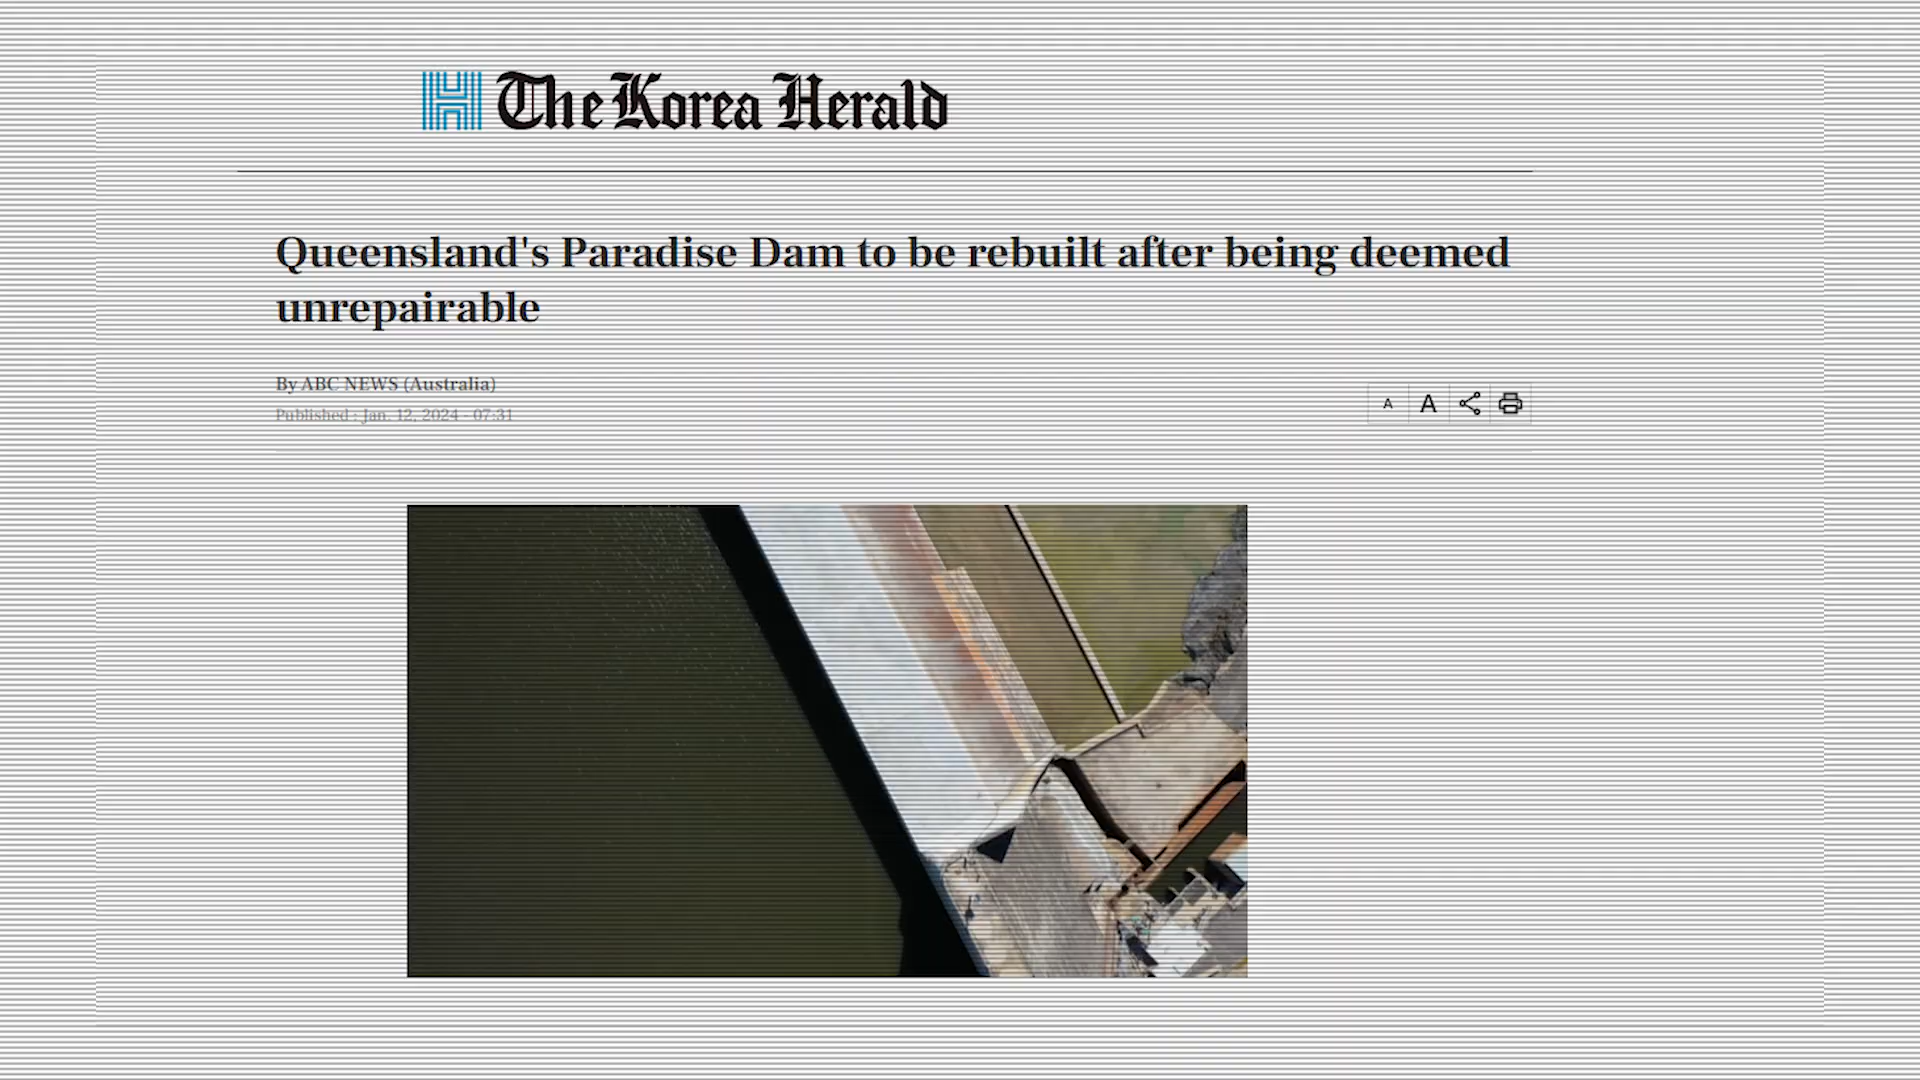 The Korea Herald
Queensland's Paradise Dam to be rebuilt after being deemed
unrepairable
By ABC NEWS (Australia)
Published : Jan. 12, 2024 - 07:31
A A